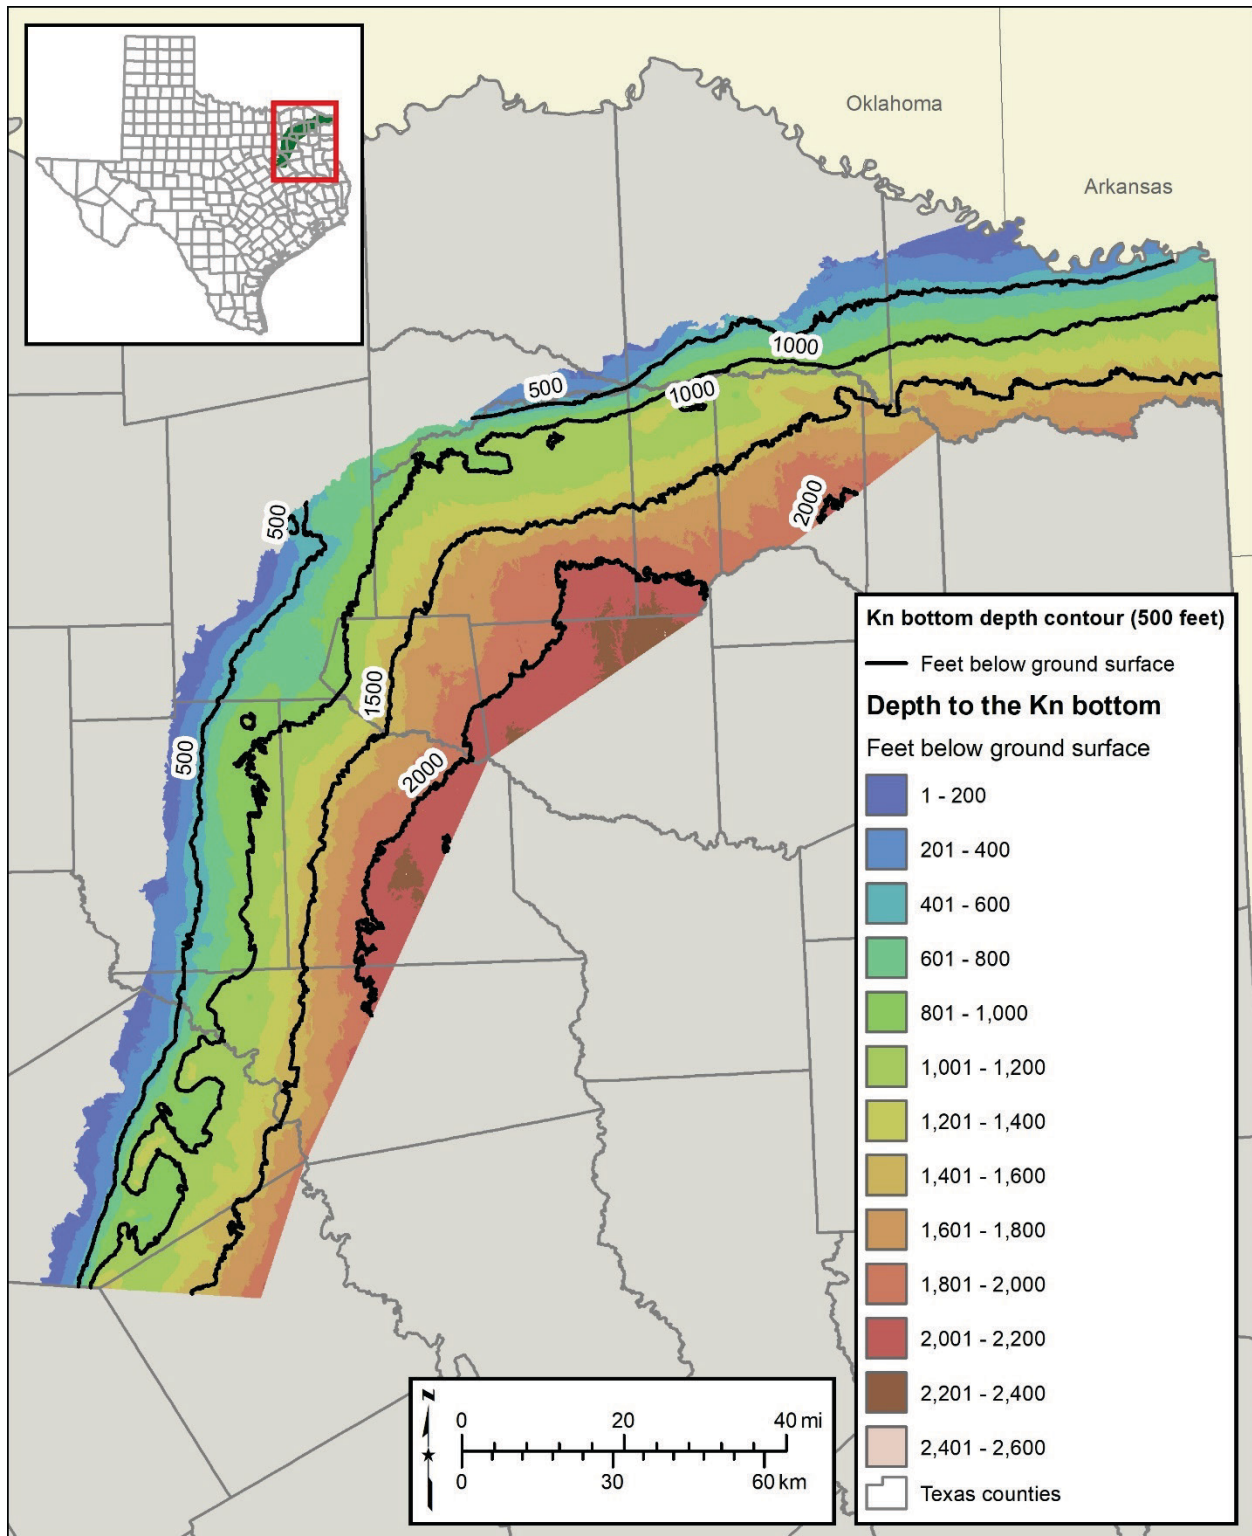 Oklahoma
Arkansas
1000
500
1000
500
2000
1500
500
2000
Kn bottom depth contour (500 feet)
Feet below ground surface
Depth to the Kn bottom
Feet below ground surface
1 - 200
201 - 400
401 - 600
601 - 800
801 - 1,000
1,001 - 1,200
1,201 - 1,400
1,401 - 1,600
1,601 - 1,800
1,801 - 2,000
2,001 - 2,200
2,201 - 2,400
2,401 - 2,600
Texas counties
N
0 20 40 mi
0 30 60 km